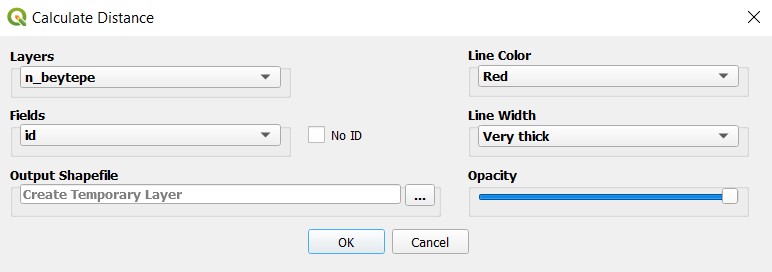 Calculate Distance
Layers
n_beytepe
Line Color
Red
Fields
id
No ID
Line Width
Very thick
Output Shapefile
Create Temporary Layer
...
Opacity
OK
Cancel